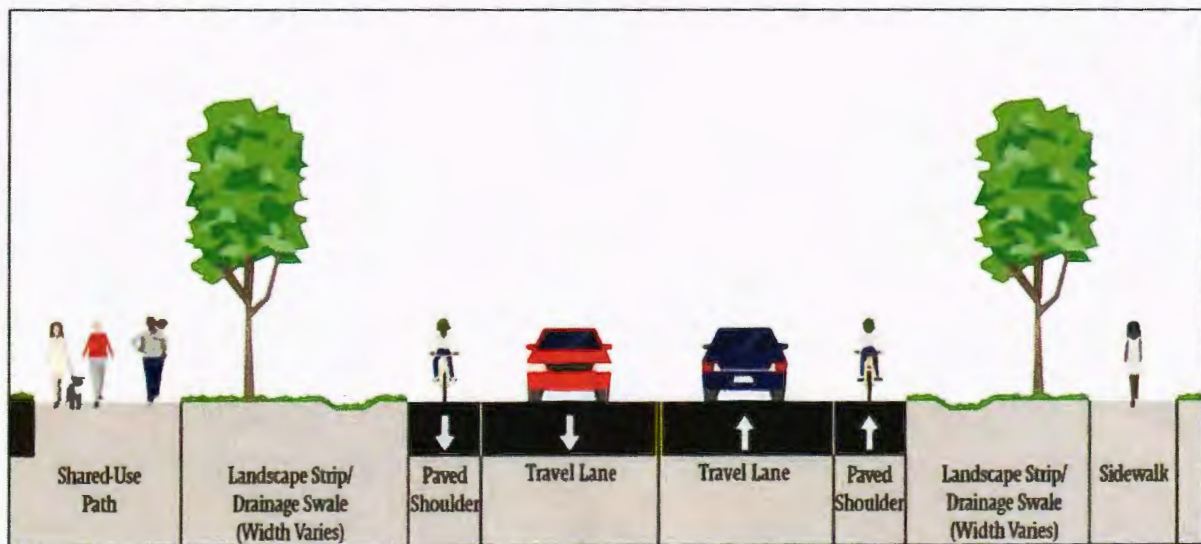 Shared-Use
Path
Landscape Strip/
Drainage Swale
(Width Varies)
Paved
Shoulder
Travel Lane
Travel Lane
Paved
Shoulder
Landscape Strip/
Drainage Swale
(Width Varies)
Sidewalk